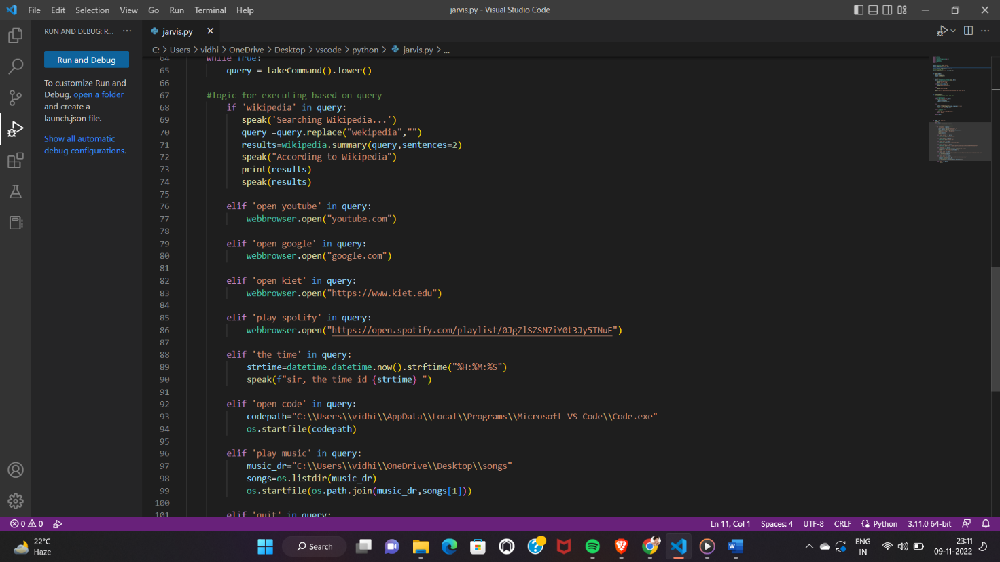 File Edit Selection View Go Run Terminal Help
jarvis.py - Visual Studio Code
RUN AND DEBUG: R... ···
jarvis.py
C: > Users > vidhi > OneDrive > Desktop > vscode > python > jarvis.py > ...
Run and Debug
To customize Run and
Debug, open a folder
and create a
launch.json file.
Show all automatic
debug configurations.
64 while True:
65 query = takeCommand().lower()
66
67 #logic for executing based on query
68 if 'wikipedia' in query:
69 speak('Searching Wikipedia...')
70 query =query.replace("wekipedia","")
71 results=wikipedia.summary(query,sentences=2)
72 speak("According to Wikipedia")
73 print(results)
74 speak(results)
75
76 elif 'open youtube' in query:
77 webbrowser.open("youtube.com")
78
79 elif 'open google' in query:
80 webbrowser.open("google.com")
81
82 elif 'open kiet' in query:
83 webbrowser.open("https://www.kiet.edu")
84
85 elif 'play spotify' in query:
86 webbrowser.open("https://open.spotify.com/playlist/0JgZlSZSN7iY0t3Jy5TNuF")
87
88 elif 'the time' in query:
89 strtime=datetime.datetime.now().strftime("%H:%M:%S")
90 speak(f"sir, the time id {strtime} ")
91
92 elif 'open code' in query:
93 codepath="C:\\Users\\vidhi\\AppData\\Local\\Programs\\Microsoft VS Code\\Code.exe"
94 os.startfile(codepath)
95
96 elif 'play music' in query:
97 music_dr="C:\\Users\\vidhi\\OneDrive\\Desktop\\songs"
98 songs=os.listdir(music_dr)
99 os.startfile(os.path.join(music_dr,songs[1]))
100
101 elif 'quit' in query:
0 0
Ln 11, Col 1 Spaces: 4 UTF-8 CRLF Python 3.11.0 64-bit
22°C
Haze
Search
ENG
IN
23:11
09-11-2022